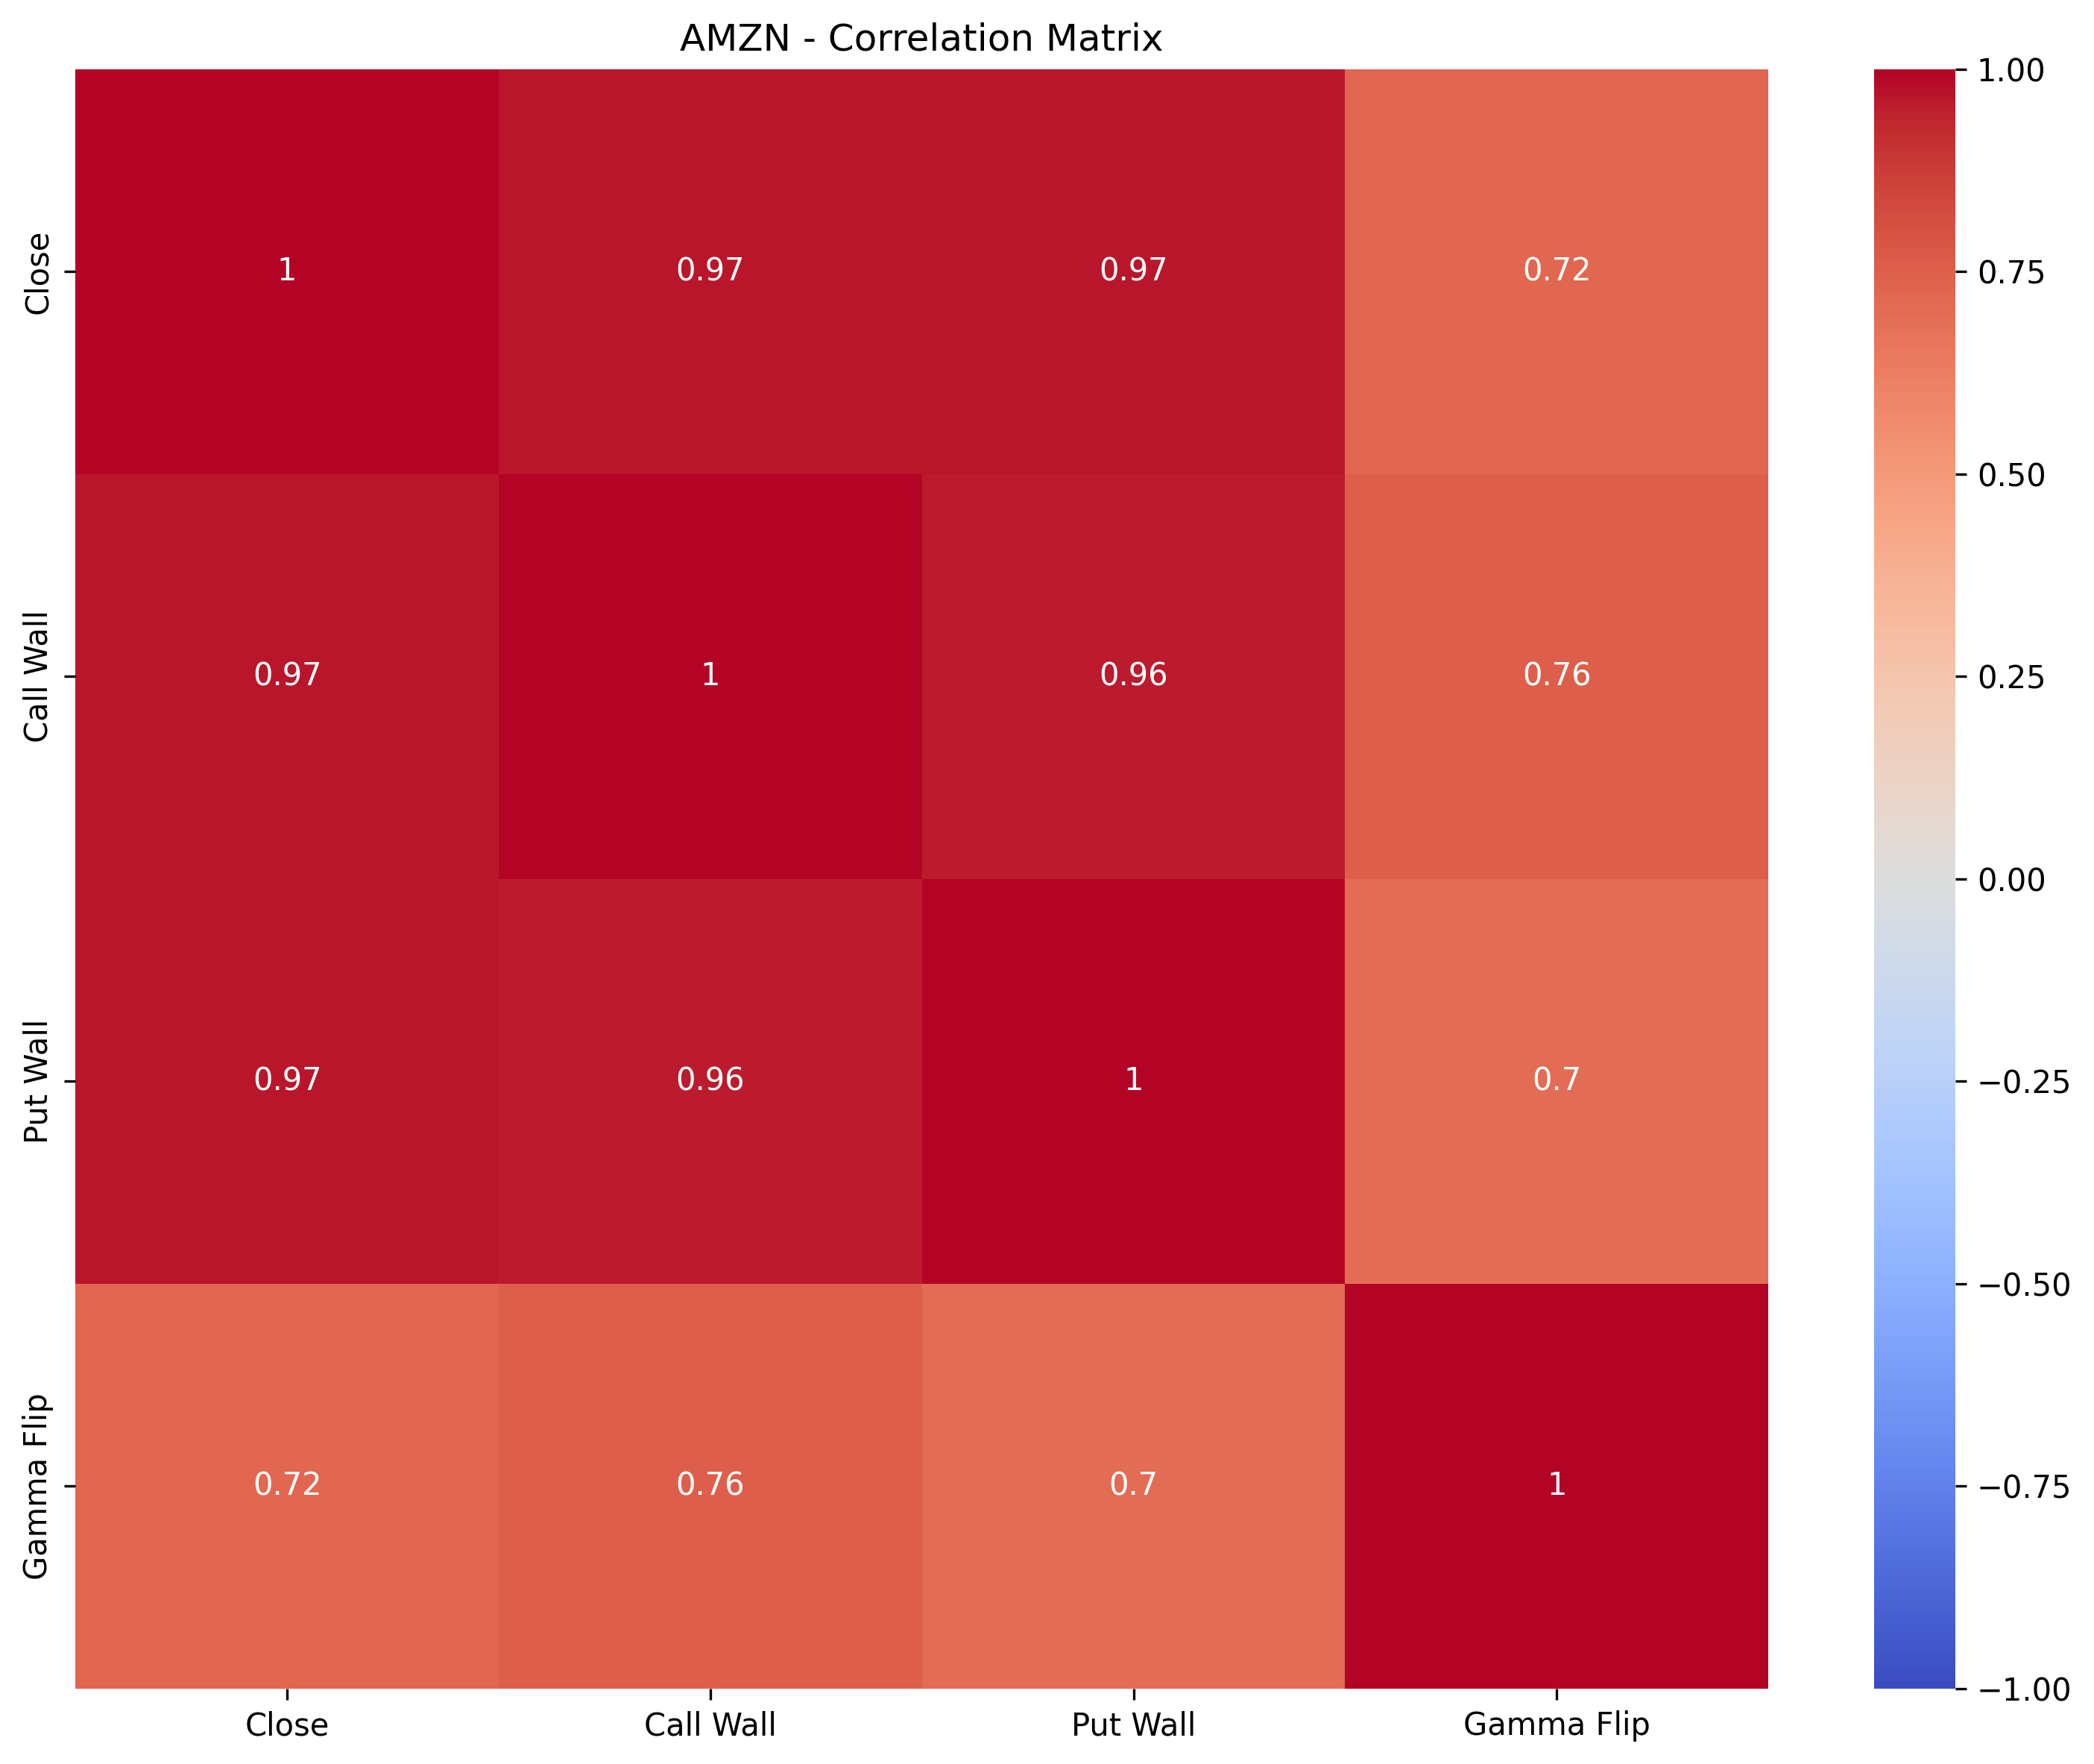 AMZN - Correlation Matrix
Close 1 0.97 0.97 0.72
Call Wall 0.97 1 0.96 0.76
Put Wall 0.97 0.96 1 0.7
Gamma Flip 0.72 0.76 0.7 1
Close Call Wall Put Wall Gamma Flip
1.00
0.75
0.50
0.25
0.00
−0.25
−0.50
−0.75
−1.00